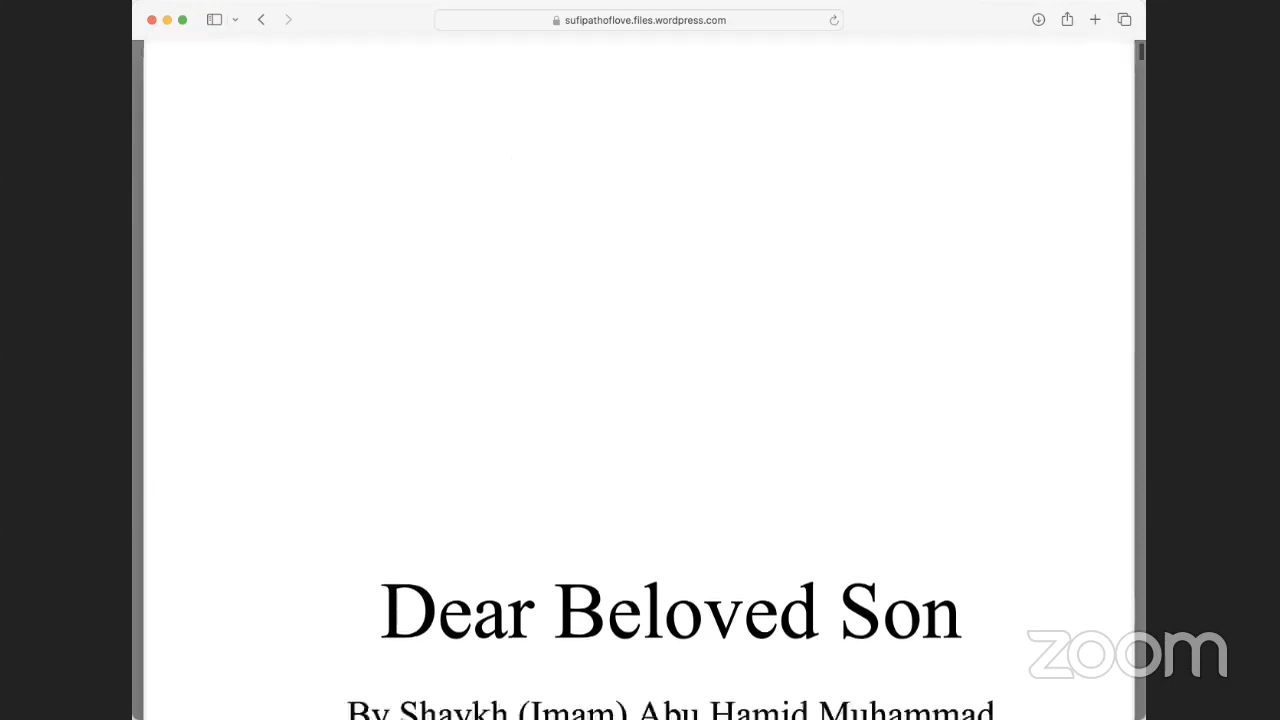 sufipathoflove.files.wordpress.com
Dear Beloved Son
By Shaykh (Imam) Abu Hamid Muhammad
zoom